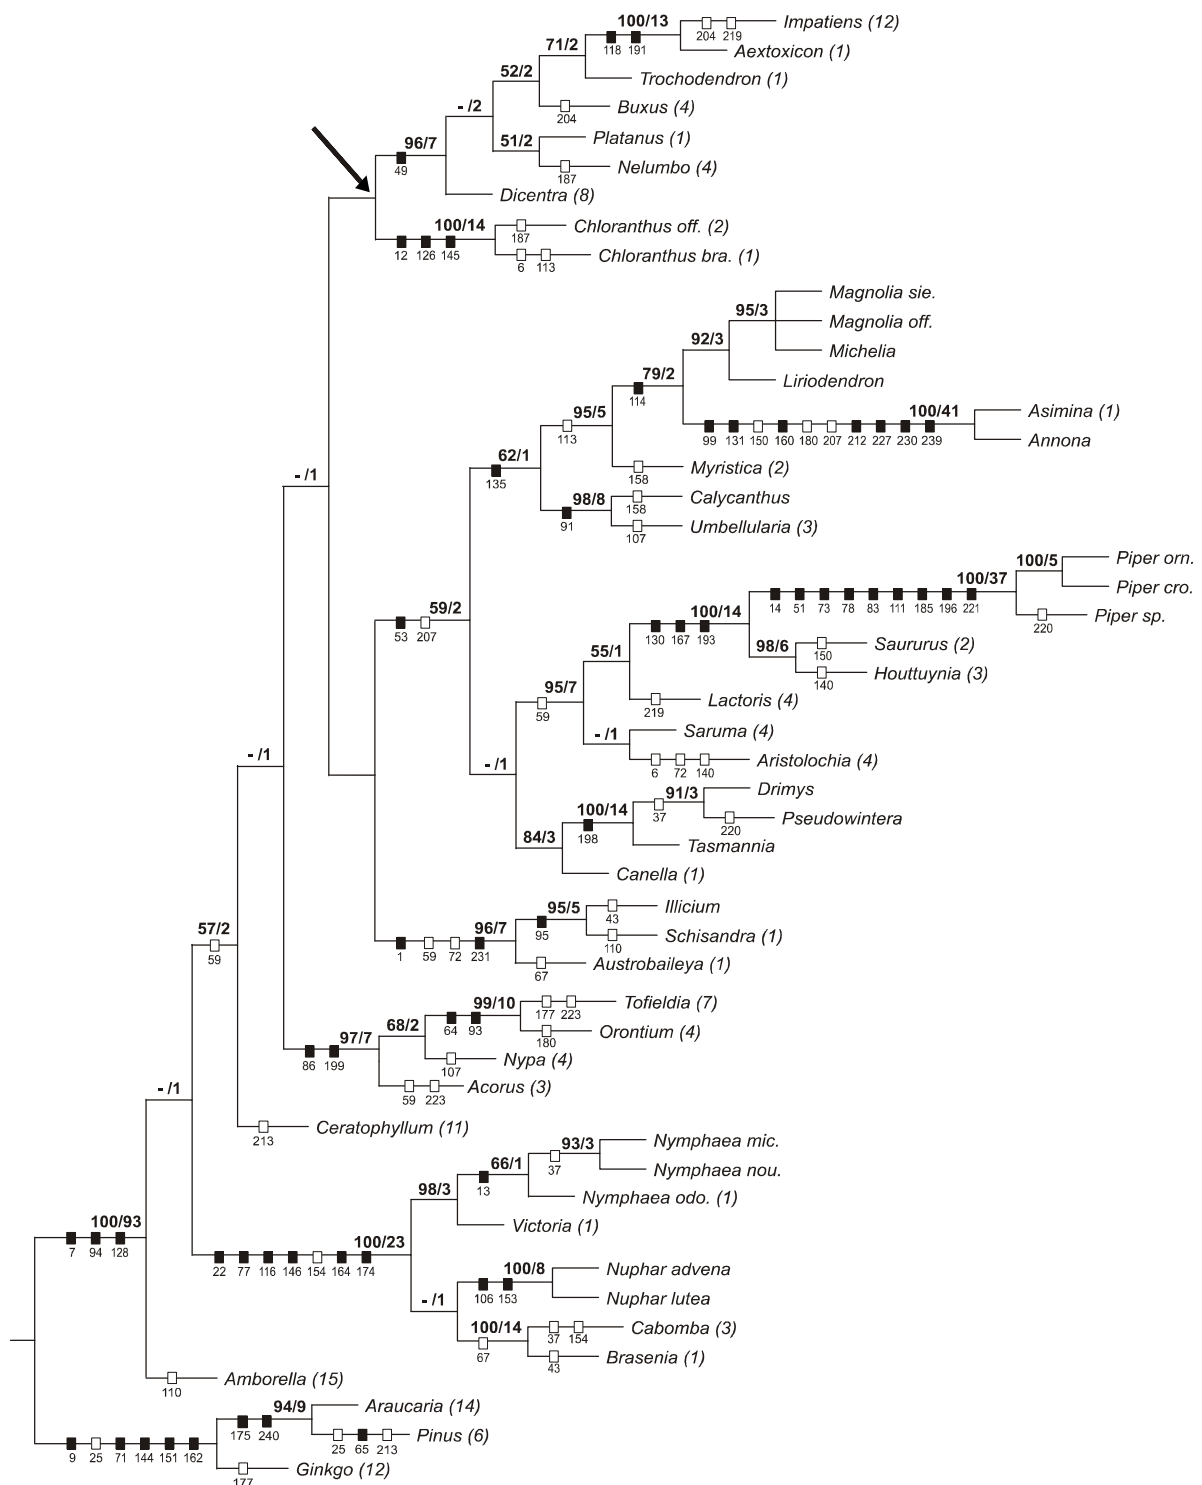 100/13
204 219
Impatiens (12)
118 191
Aextoxicon (1)
71/2
Trochodendron (1)
52/2
204
Buxus (4)
- /2
Platanus (1)
51/2
187
Nelumbo (4)
96/7
49
Dicentra (8)
100/14
187
Chloranthus off. (2)
12 126 145
6 113
Chloranthus bra. (1)
Magnolia sie.
95/3
Magnolia off.
92/3
Michelia
79/2
114
Liriodendron
100/41
Asimina (1)
99 131 150 160 180 207 212 227 230 239
Annona
95/5
113
62/1
135
158
Myristica (2)
98/8
91
158
Calycanthus
107
Umbellularia (3)
59/2
53 207
100/5
Piper orn.
100/37
14 51 73 78 83 111 185 196 221
Piper cro.
220
Piper sp.
100/14
130 167 193
98/6
150
Saururus (2)
140
Houttuynia (3)
55/1
219
Lactoris (4)
95/7
59
- /1
Saruma (4)
6 72 140
Aristolochia (4)
- /1
91/3
37
Drimys
100/14
198
220
Pseudowintera
84/3
Tasmannia
Canella (1)
- /1
95/5
95
43
Illicium
96/7
1 59 72 231
110
Schisandra (1)
67
Austrobaileya (1)
- /1
99/10
64 93
177 223
Tofieldia (7)
68/2
180
Orontium (4)
97/7
86 199
107
Nypa (4)
59 223
Acorus (3)
57/2
59
213
Ceratophyllum (11)
- /1
93/3
37
Nymphaea mic.
66/1
13
Nymphaea nou.
98/3
Nymphaea odo. (1)
Victoria (1)
100/23
22 77 116 146 154 164 174
100/8
106 153
Nuphar advena
- /1
Nuphar lutea
100/14
67
37 154
Cabomba (3)
43
Brasenia (1)
100/93
7 94 128
110
Amborella (15)
94/9
175 240
Araucaria (14)
9 25 71 144 151 162
25 65 213
Pinus (6)
177
Ginkgo (12)